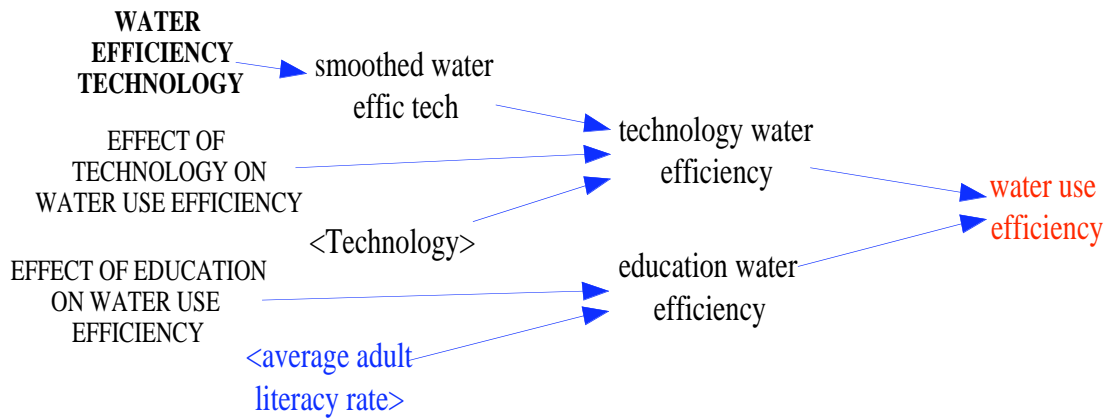 WATER
EFFICIENCY
TECHNOLOGY
smoothed water
effic tech
EFFECT OF
TECHNOLOGY ON
WATER USE EFFICIENCY
technology water
efficiency
<Technology>
water use
efficiency
EFFECT OF EDUCATION
ON WATER USE
EFFICIENCY
education water
efficiency
<average adult
literacy rate>